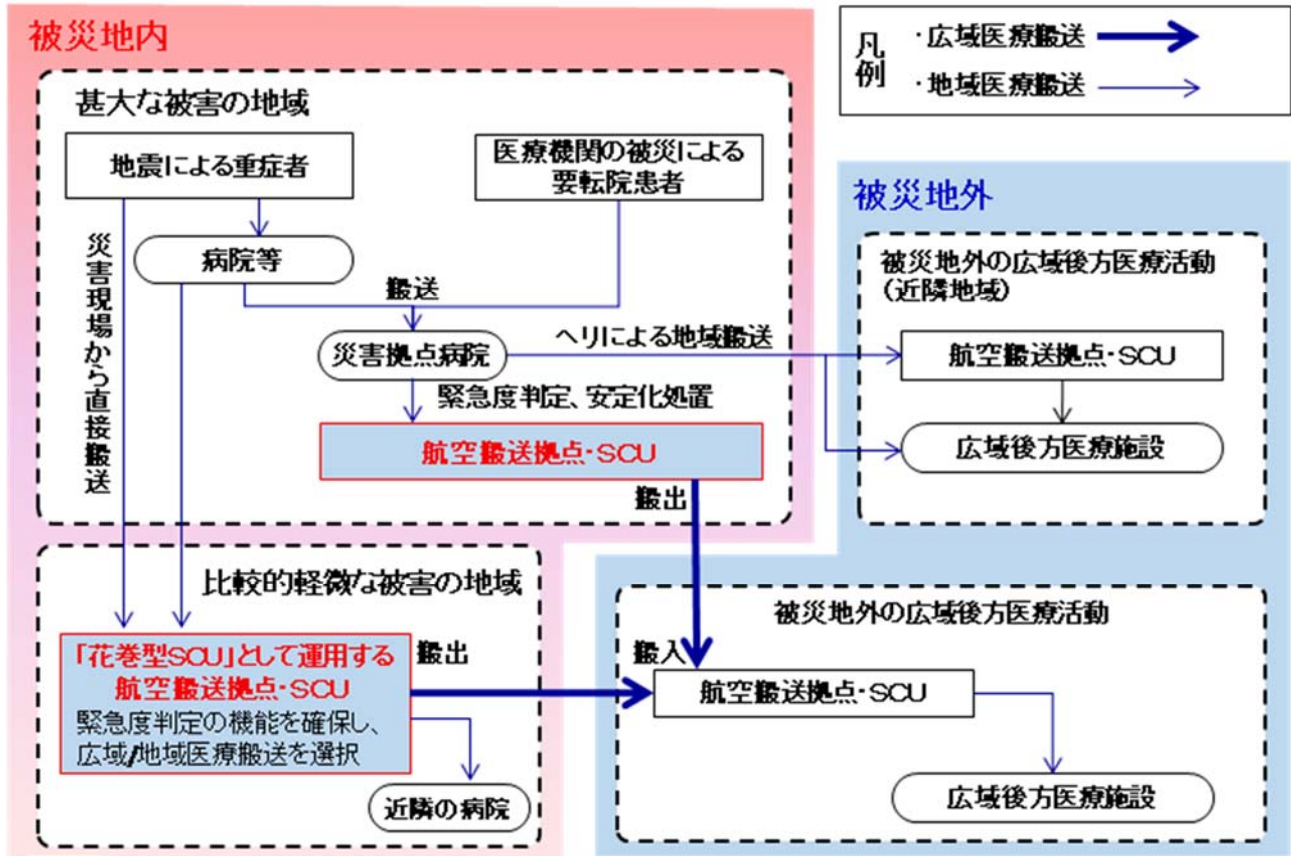 被災地内
凡例
・広域医療搬送
・地域医療搬送
甚大な被害の地域
地震による重症者
医療機関の被災による
要転院患者
災害現場から直接搬送
病院等
搬送
災害拠点病院
ヘリによる地域搬送
緊急度判定、安定化処置
航空搬送拠点・SCU
搬出
被災地外
被災地外の広域後方医療活動
(近隣地域)
航空搬送拠点・SCU
広域後方医療施設
比較的軽微な被害の地域
「花巻型SCU」として運用する
航空搬送拠点・SCU
緊急度判定の機能を確保し、
広域/地域医療搬送を選択
搬出
近隣の病院
被災地外の広域後方医療活動
搬入
航空搬送拠点・SCU
広域後方医療施設